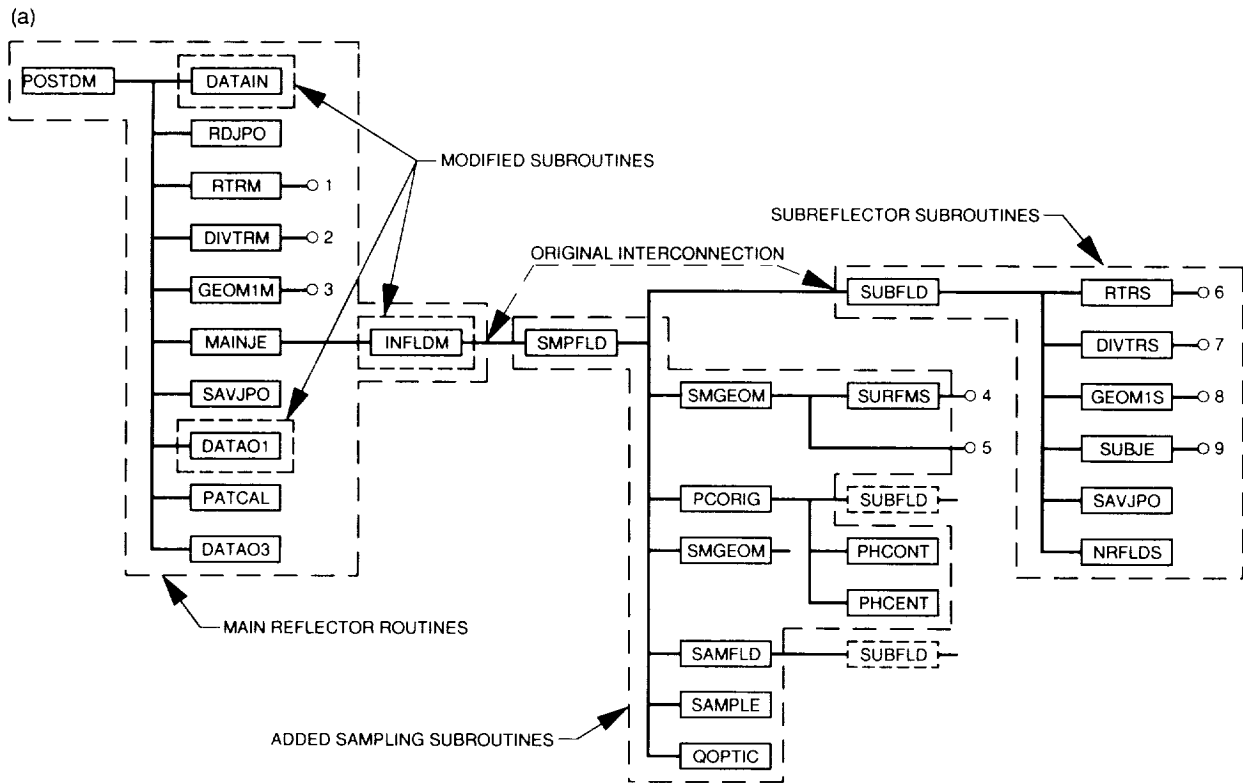 (a)
POSTDM
DATAIN
RDJPO
RTRM
1
MODIFIED SUBROUTINES
DIVTRM
2
SUBREFLECTOR SUBROUTINES
GEOM1M
3
ORIGINAL INTERCONNECTION
SUBFLD
RTRS
6
MAINJE
INFLDM
SMPFLD
DIVTRS
7
SAVJPO
SMGEOM
SURFMS
4
GEOM1S
8
DATAO1
5
SUBJE
9
PATCAL
PCORIG
SUBFLD
SAVJPO
DATAO3
SMGEOM
PHCONT
NRFLDS
PHCENT
MAIN REFLECTOR ROUTINES
SAMFLD
SUBFLD
SAMPLE
ADDED SAMPLING SUBROUTINES
QOPTIC